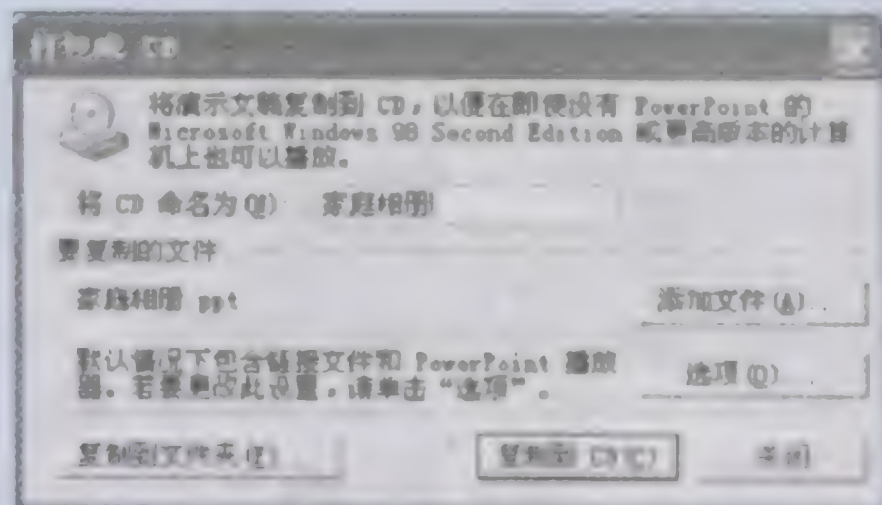 打包成 CD
将演示文稿复制到 CD，以便在即使没有 PowerPoint 的
Microsoft Windows 98 Second Edition 或更高版本的计算
机上也可以播放。
将 CD 命名为(N) 家庭相册
要复制的文件
家庭相册 ppt
添加文件(A)...
默认情况下包含链接文件和 PowerPoint 播放
器。若要更改此设置，请单击“选项”。
选项(O)...
复制到文件夹(F)
复制到 CD(C)
关闭